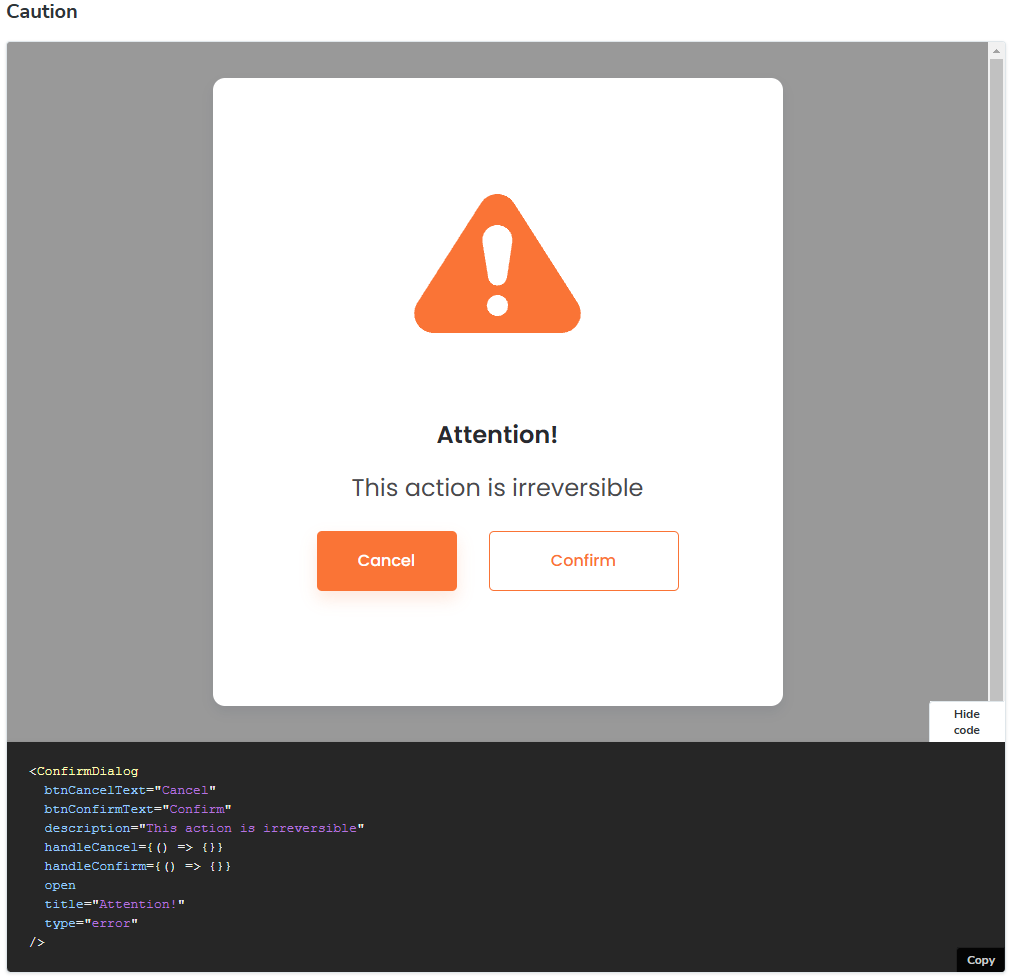 Caution
Attention!
This action is irreversible
Cancel
Confirm
Hide
code
<ConfirmDialog
  btnCancelText="Cancel"
  btnConfirmText="Confirm"
  description="This action is irreversible"
  handleCancel={() => {}}
  handleConfirm={() => {}}
  open
  title="Attention!"
  type="error"
/>
Copy